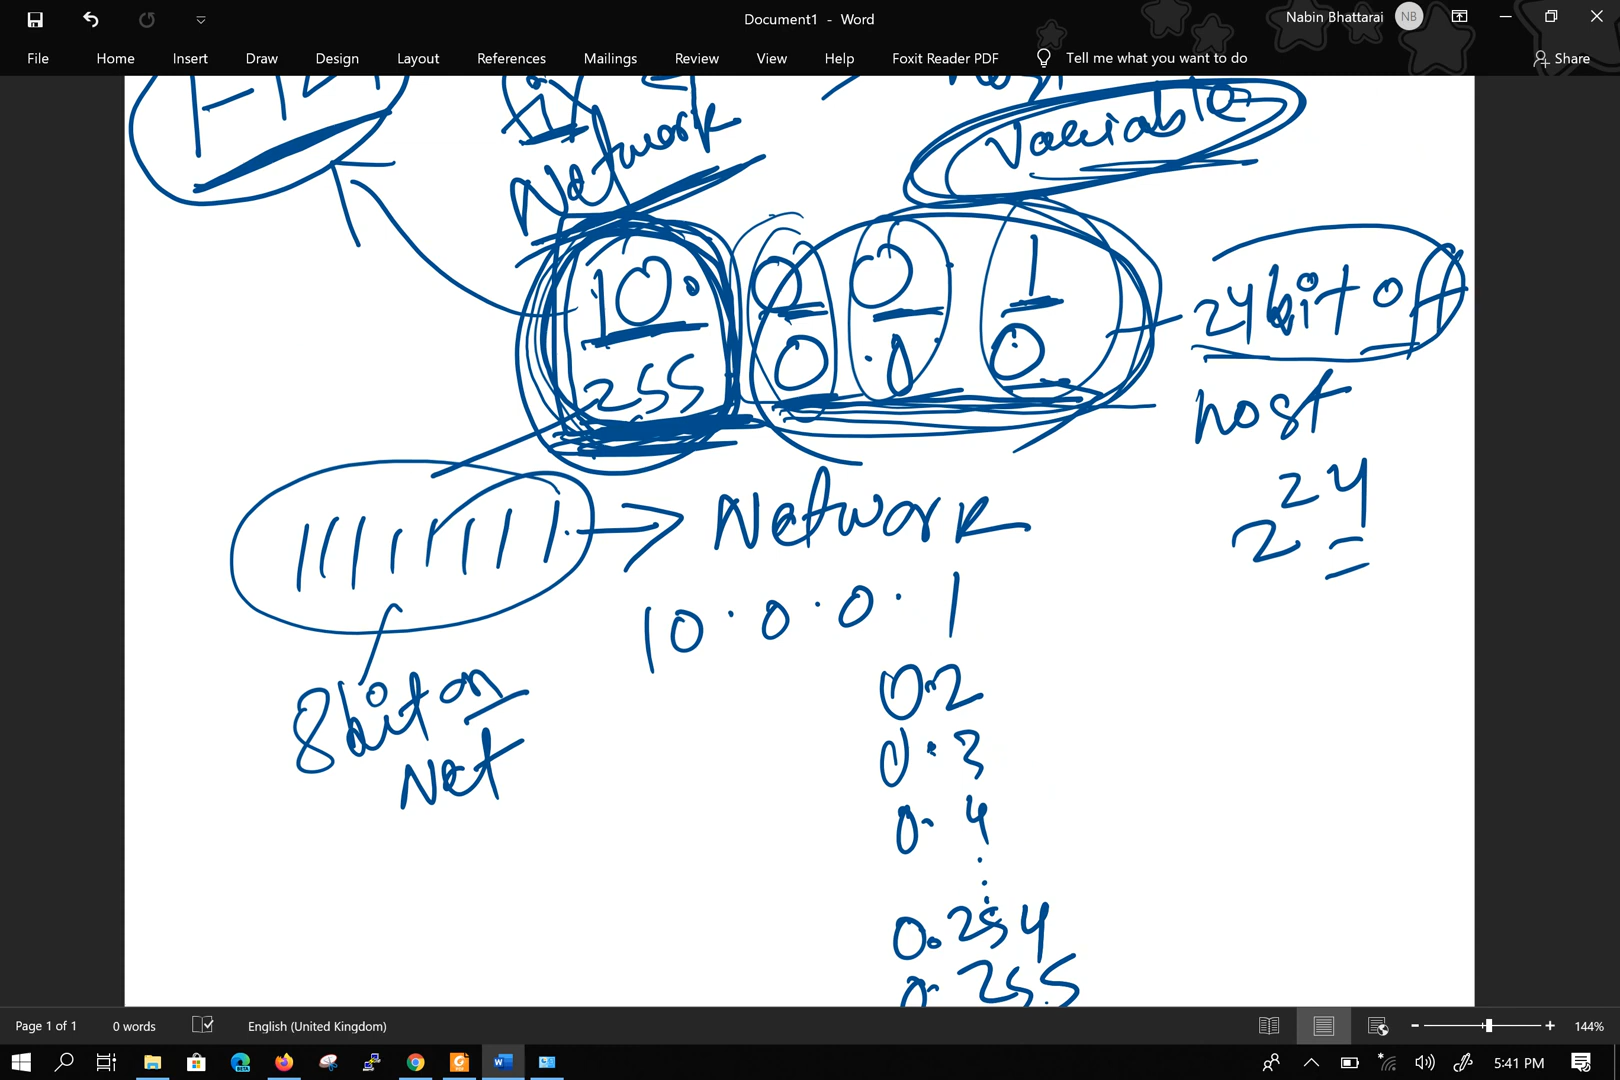 Document1 - Word
Nabin Bhattarai NB
File Home Insert Draw Design Layout References Mailings Review View Help Foxit Reader PDF Tell me what you want to do Share
Network
Variable
10. 0 0 1
255 0 . 0 0
24 bit off
host
2 24
11111111 → Network
10.0.0.1
8 bit on
Net
0.2
0.3
0.4
0.254
0.255
Page 1 of 1 0 words English (United Kingdom) 144%
5:41 PM